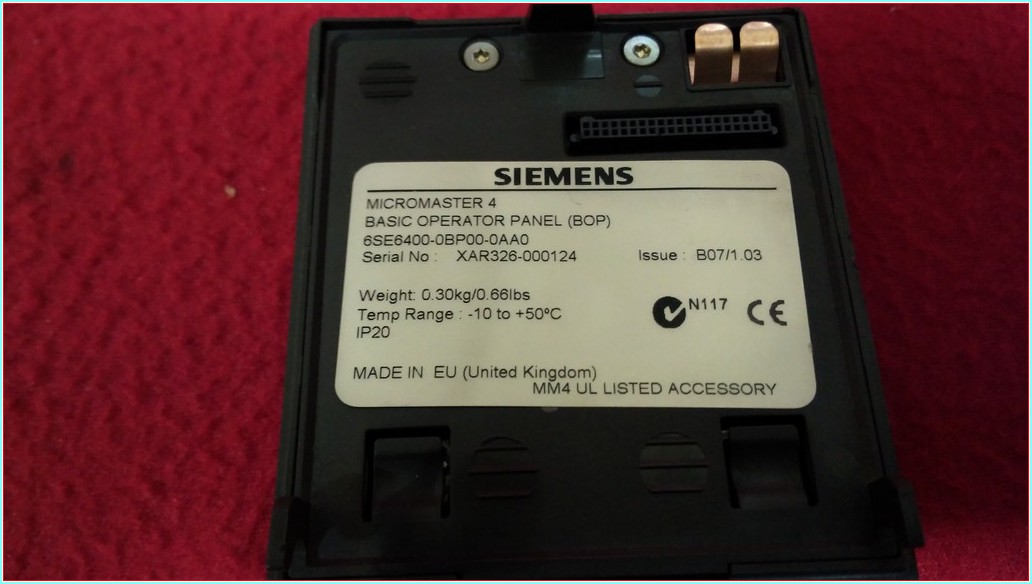 SIEMENS
MICROMASTER 4
BASIC OPERATOR PANEL (BOP)
6SE6400-0BP00-0AA0
Serial No : XAR326-000124 Issue : B07/1.03
Weight: 0.30kg/0.66lbs
Temp Range : -10 to +50ºC N117 CE
IP20
MADE IN EU (United Kingdom)
MM4 UL LISTED ACCESSORY